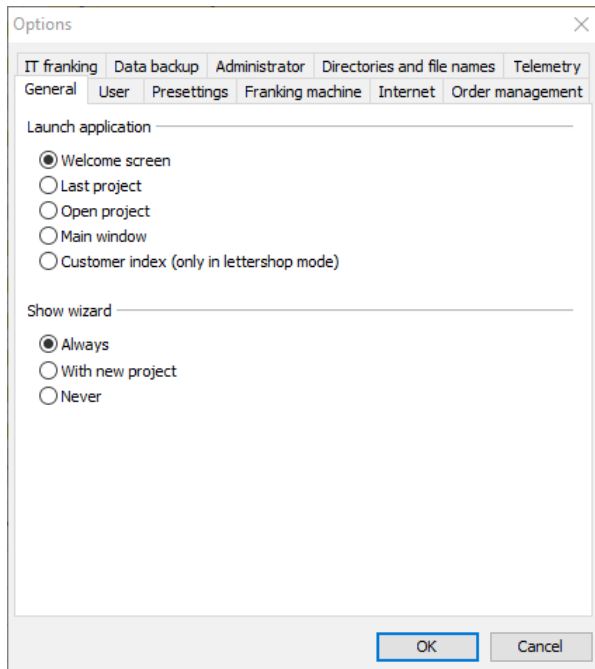 Options
IT franking Data backup Administrator Directories and file names Telemetry
General User Presettings Franking machine Internet Order management
Launch application
Welcome screen
Last project
Open project
Main window
Customer index (only in lettershop mode)
Show wizard
Always
With new project
Never
OK Cancel